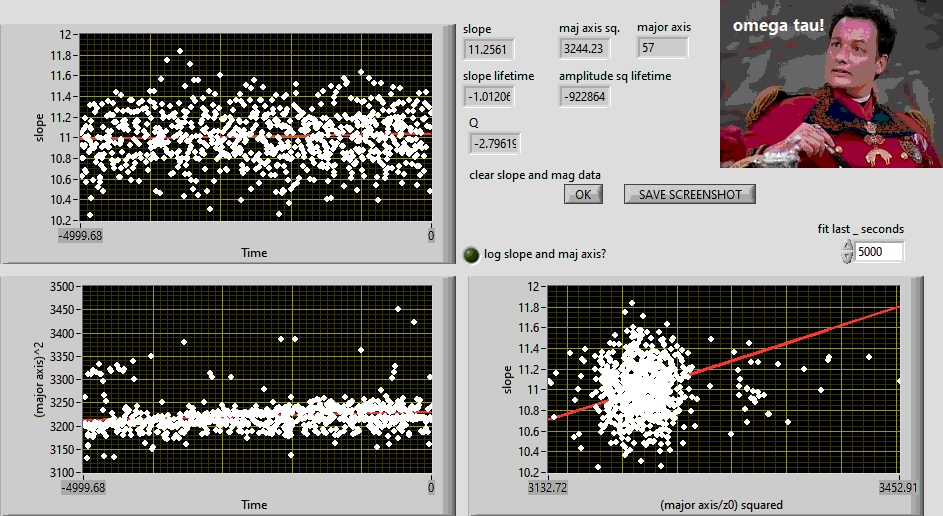 omega tau!
slope
maj axis sq.
major axis
11.2561
3244.23
57
slope lifetime
amplitude sq lifetime
-1.01206
-922864
Q
-2.79619
clear slope and mag data
OK
SAVE SCREENSHOT
log slope and maj axis?
fit last _ seconds
5000
12
11.8
11.6
11.4
11.2
11
10.8
10.6
10.4
10.2
slope
-4999.68
0
Time
3500
3450
3400
3350
3300
3250
3200
3150
3100
(major axis)^2
-4999.68
0
Time
12
11.8
11.6
11.4
11.2
11
10.8
10.6
10.4
10.2
slope
3132.72
3452.91
(major axis/z0) squared